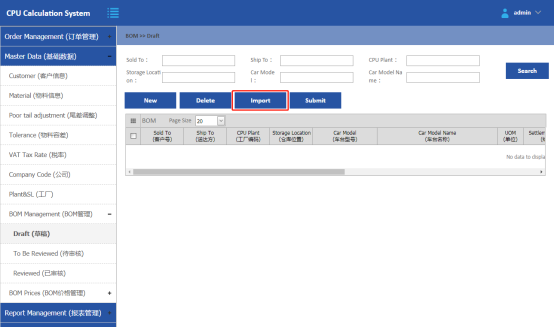 CPU Calculation System
admin
Order Management (订单管理)
Master Data (基础数据)
Customer (客户信息)
Material (物料信息)
Poor tail adjustment (尾差调整)
Tolerance (物料容差)
VAT Tax Rate (税率)
Company Code (公司)
Plant&SL (工厂)
BOM Management (BOM管理)
Draft (草稿)
To Be Reviewed (待审核)
Reviewed (已审核)
BOM Prices (BOM价格管理)
Report Management (报表管理)
BOM >> Draft
Sold To :
Ship To :
CPU Plant :
Storage Locati
on :
Car Mode
l :
Car Model Na
me :
Search
New
Delete
Import
Submit
BOM
Page Size
20
Sold To
(客户号)
Ship To
(送达方)
CPU Plant
(工厂编码)
Storage Location
(仓库位置)
Car Model
(车台型号)
Car Model Name
(车台名称)
UOM
(单位)
Settlem
No data to displa